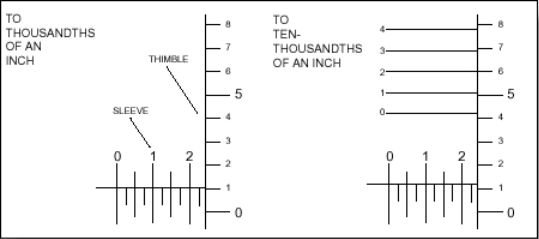 TO
THOUSANDTHS
OF AN
INCH
THIMBLE
SLEEVE
0 1 2
8
7
6
5
4
3
2
1
0
TO
TEN-
THOUSANDTHS
OF AN INCH
4
3
2
1
0
0 1 2
8
7
6
5
4
3
2
1
0